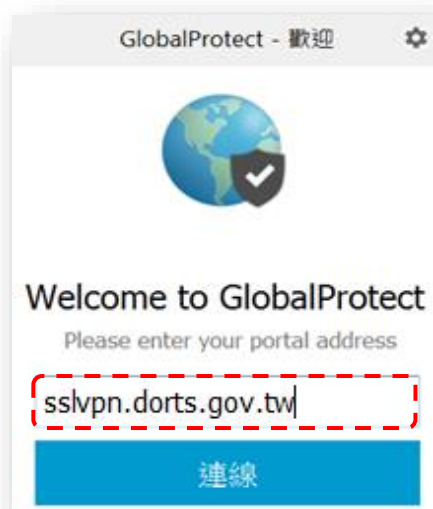 GlobalProtect - 歡迎
Welcome to GlobalProtect
Please enter your portal address
sslvpn.dorts.gov.tw
連線